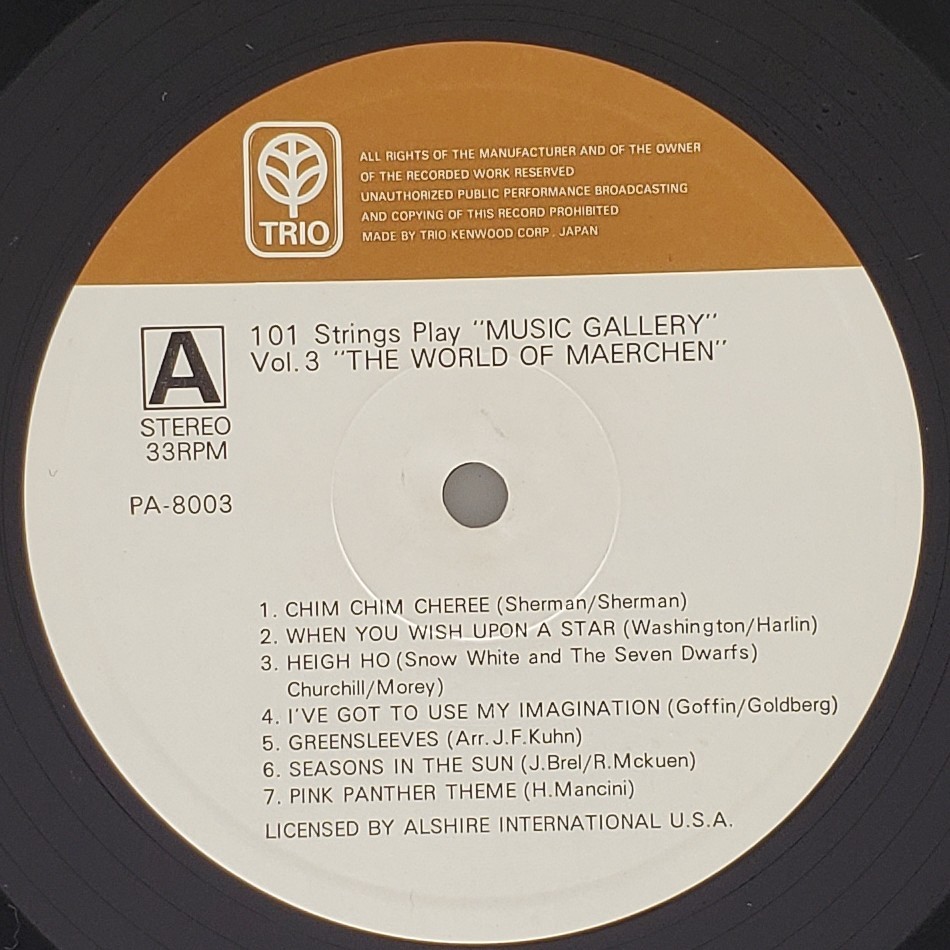 TRIO
ALL RIGHTS OF THE MANUFACTURER AND OF THE OWNER
OF THE RECORDED WORK RESERVED
UNAUTHORIZED PUBLIC PERFORMANCE BROADCASTING
AND COPYING OF THIS RECORD PROHIBITED
MADE BY TRIO KENWOOD CORP. JAPAN
A
STEREO
33RPM
PA-8003
101 Strings Play "MUSIC GALLERY"
Vol.3 "THE WORLD OF MAERCHEN"
1. CHIM CHIM CHEREE (Sherman/Sherman)
2. WHEN YOU WISH UPON A STAR (Washington/Harlin)
3. HEIGH HO (Snow White and The Seven Dwarfs)
Churchill/Morey)
4. I'VE GOT TO USE MY IMAGINATION (Goffin/Goldberg)
5. GREENSLEEVES (Arr.J.F.Kuhn)
6. SEASONS IN THE SUN (J.Brel/R.Mckuen)
7. PINK PANTHER THEME (H.Mancini)
LICENSED BY ALSHIRE INTERNATIONAL U.S.A.